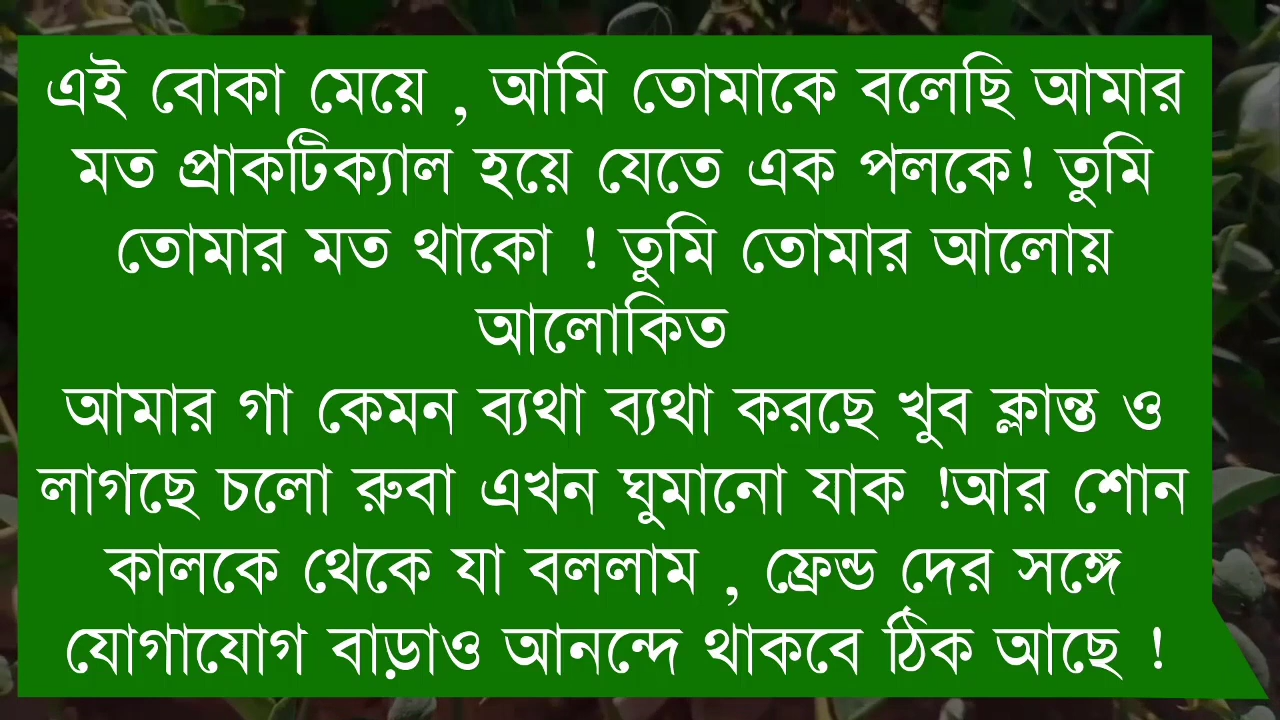 এই বোকা মেয়ে , আমি তোমাকে বলেছি আমার
মত প্রাকটিক্যাল হয়ে যেতে এক পলকে! তুমি
তোমার মত থাকো ! তুমি তোমার আলোয়
আলোকিত
আমার গা কেমন ব্যথা ব্যথা করছে খুব ক্লান্ত ও
লাগছে চলো রুবা এখন ঘুমানো যাক !আর শোন
কালকে থেকে যা বললাম , ফ্রেন্ড দের সঙ্গে
যোগাযোগ বাড়াও আনন্দে থাকবে ঠিক আছে !